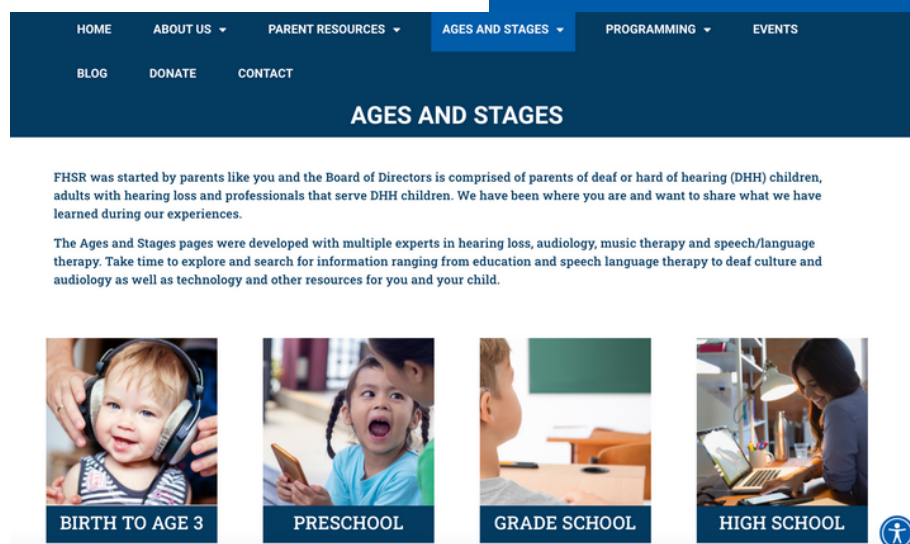 HOME ABOUT US PARENT RESOURCES AGES AND STAGES PROGRAMMING EVENTS
BLOG DONATE CONTACT
AGES AND STAGES
FHSR was started by parents like you and the Board of Directors is comprised of parents of deaf or hard of hearing (DHH) children,
adults with hearing loss and professionals that serve DHH children. We have been where you are and want to share what we have
learned during our experiences.
The Ages and Stages pages were developed with multiple experts in hearing loss, audiology, music therapy and speech/language
therapy. Take time to explore and search for information ranging from education and speech language therapy to deaf culture and
audiology as well as technology and other resources for you and your child.
BIRTH TO AGE 3 PRESCHOOL GRADE SCHOOL HIGH SCHOOL